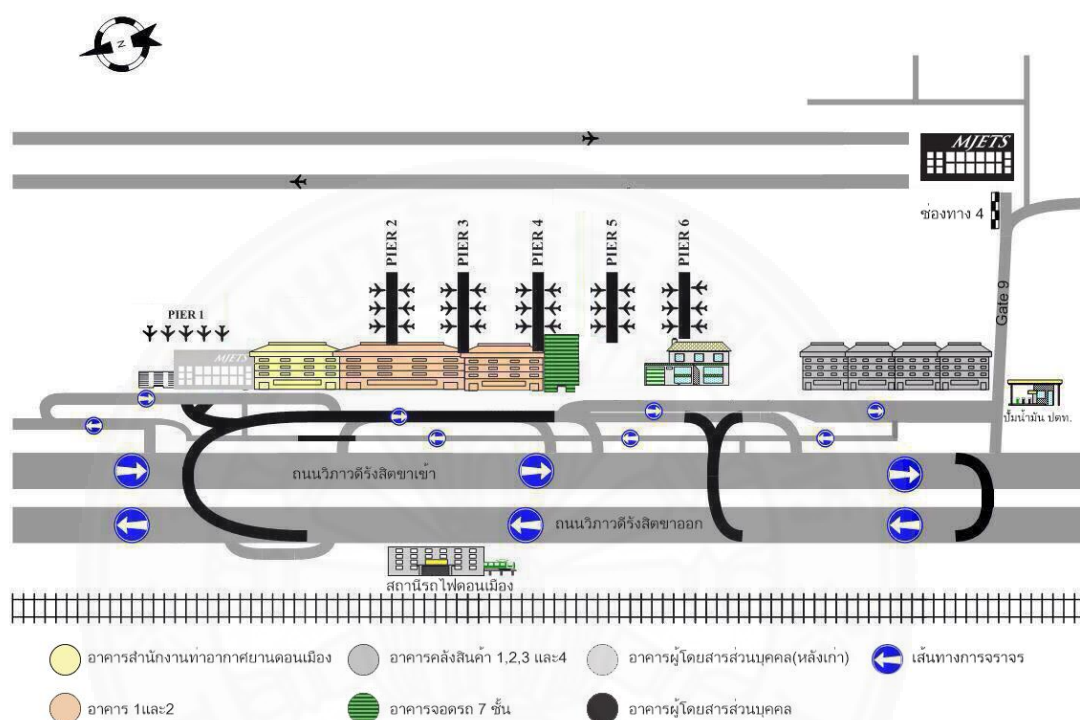 N
MJETS
ช่องทาง 4
PIER 2
PIER 3
PIER 4
PIER 5
PIER 6
Gate 9
PIER 1
MJETS
ปั๊มน้ำมัน ปตท.
ถนนวิภาวดีรังสิตขาเข้า
ถนนวิภาวดีรังสิตขาออก
สถานีรถไฟดอนเมือง
อาคารสำนักงานท่าอากาศยานดอนเมือง
อาคารคลังสินค้า 1,2,3 และ4
อาคารผู้โดยสารส่วนบุคคล(หลังเก่า)
เส้นทางการจราจร
อาคาร 1และ2
อาคารจอดรถ 7 ชั้น
อาคารผู้โดยสารส่วนบุคคล